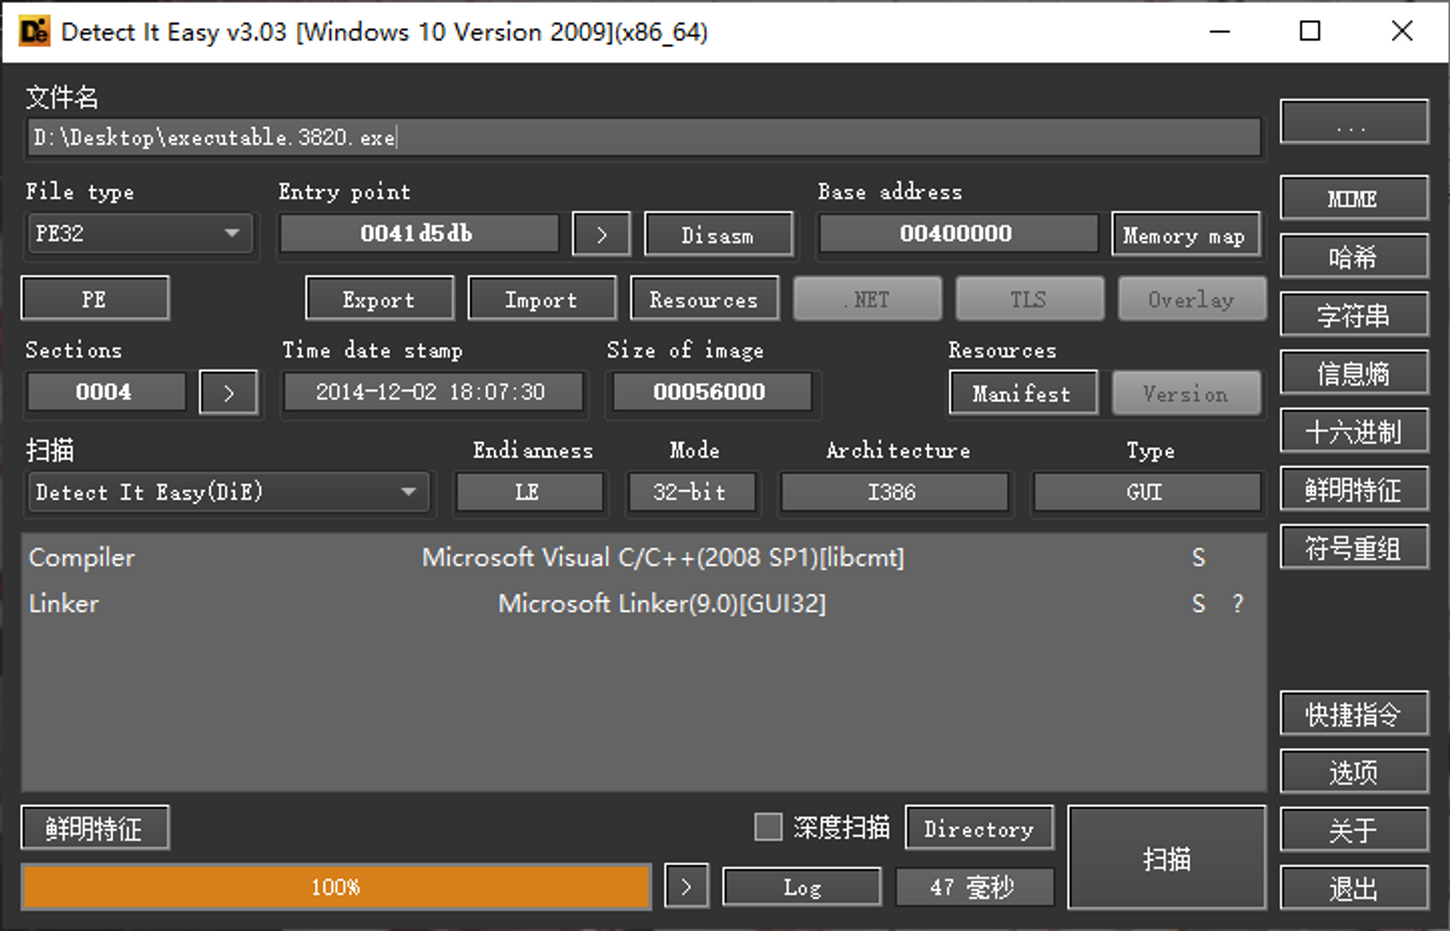 Detect It Easy v3.03 [Windows 10 Version 2009](x86_64)
文件名
D:\Desktop\executable.3820.exe
...
File type Entry point Base address
PE32 0041d5db > Disasm 00400000 Memory map
MIME
哈希
PE Export Import Resources .NET TLS Overlay
字符串
Sections Time date stamp Size of image Resources
0004 > 2014-12-02 18:07:30 00056000 Manifest Version
信息熵
十六进制
扫描 Endianness Mode Architecture Type
Detect It Easy(DiE) LE 32-bit I386 GUI
鲜明特征
符号重组
Compiler Microsoft Visual C/C++(2008 SP1)[libcmt] S
Linker Microsoft Linker(9.0)[GUI32] S ?
快捷指令
选项
鲜明特征 深度扫描 Directory 扫描
关于
100% > Log 47 毫秒
退出